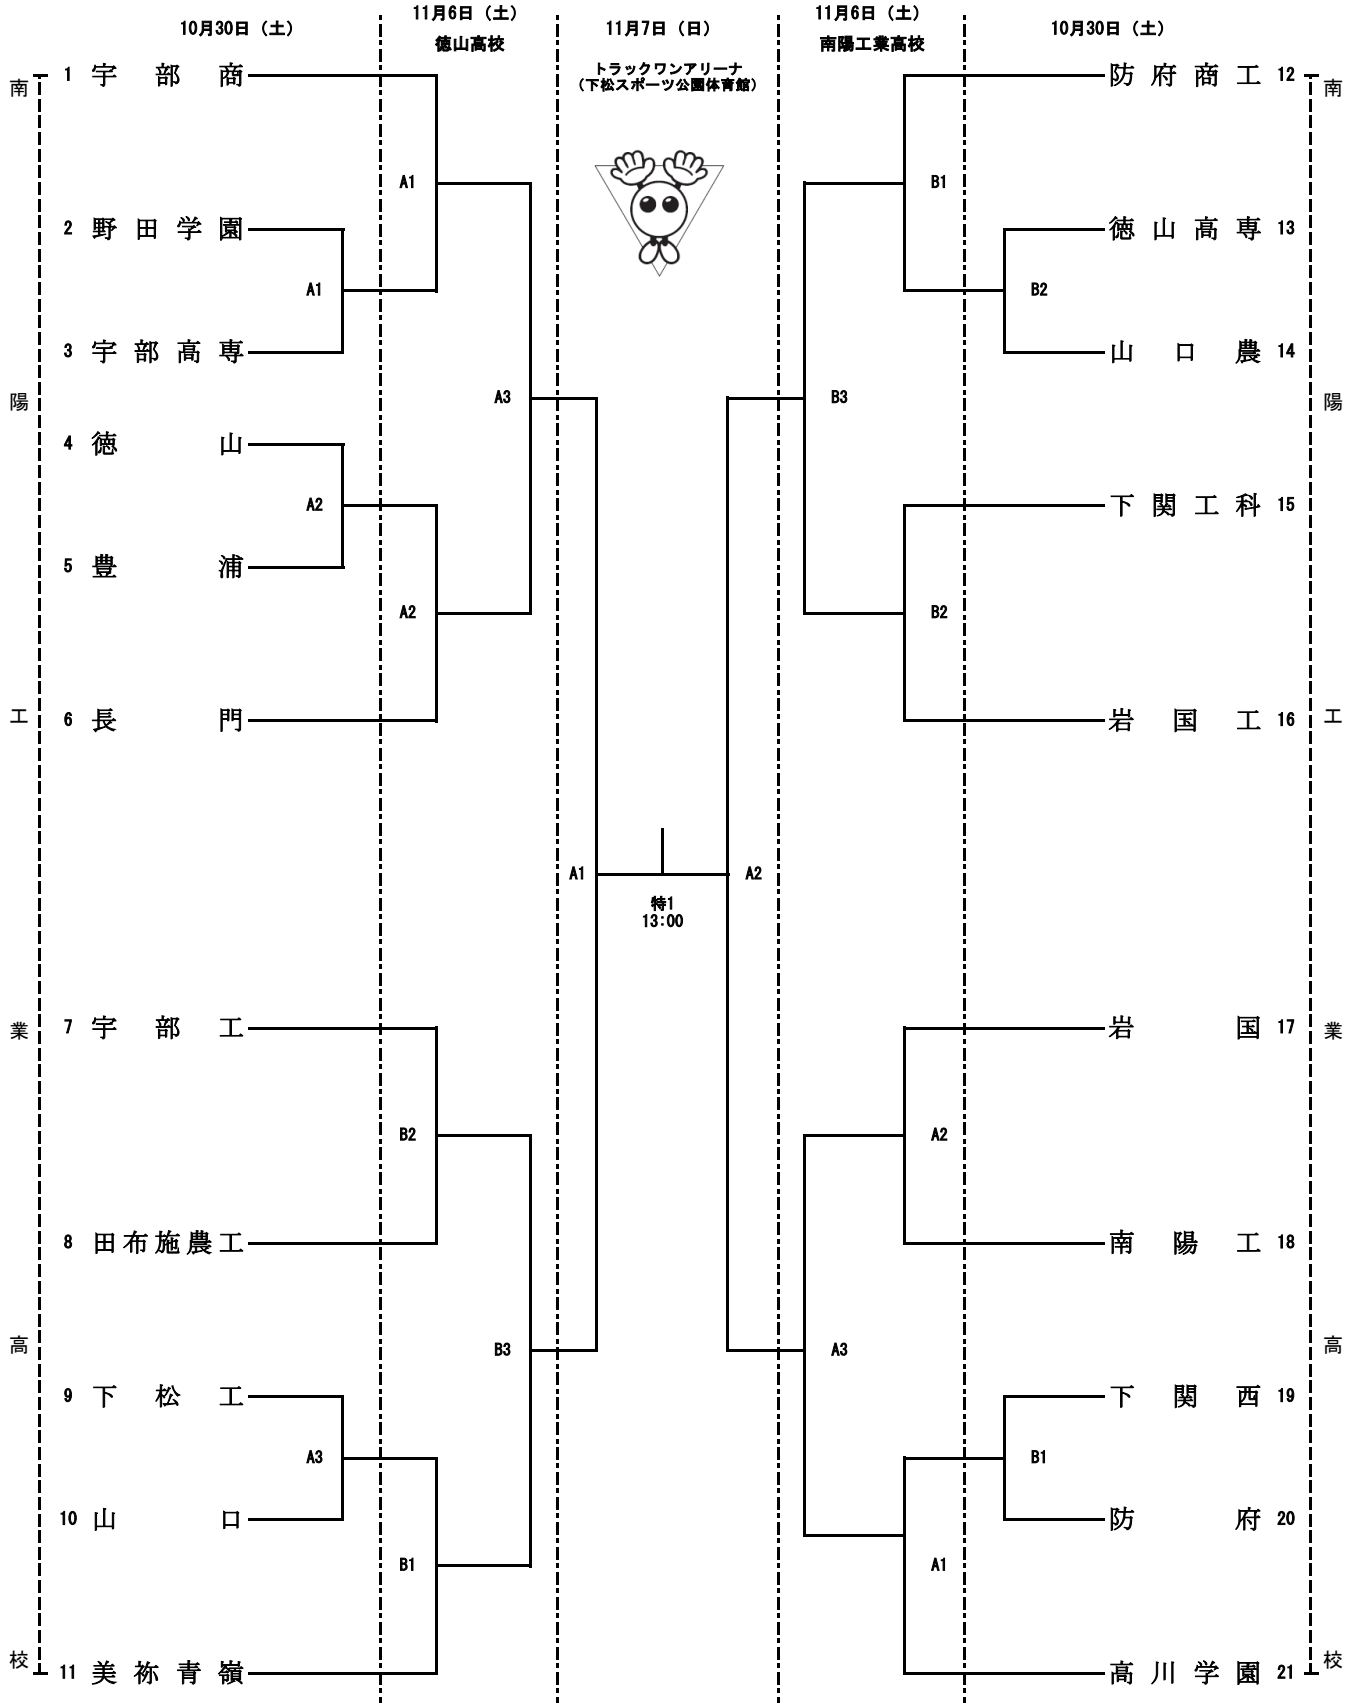 10月30日（土）
11月6日（土）
徳山高校
11月7日（日）
トラックワンアリーナ
（下松スポーツ公園体育館）
11月6日（土）
南陽工業高校
10月30日（土）
南陽工業高校
1 宇部商
2 野田学園
3 宇部高専
4 徳山
5 豊浦
6 長門
7 宇部工
8 田布施農工
9 下松工
10 山口
11 美祢青嶺
A1
A2
A3
A1
A2
B2
B1
A3
B3
A1
特1
13:00
A2
B3
A3
B1
B2
A2
A1
B2
B1
防府商工 12
徳山高専 13
山口農 14
下関工科 15
岩国工 16
岩国 17
南陽工 18
下関西 19
防府 20
高川学園 21
南陽工業高校